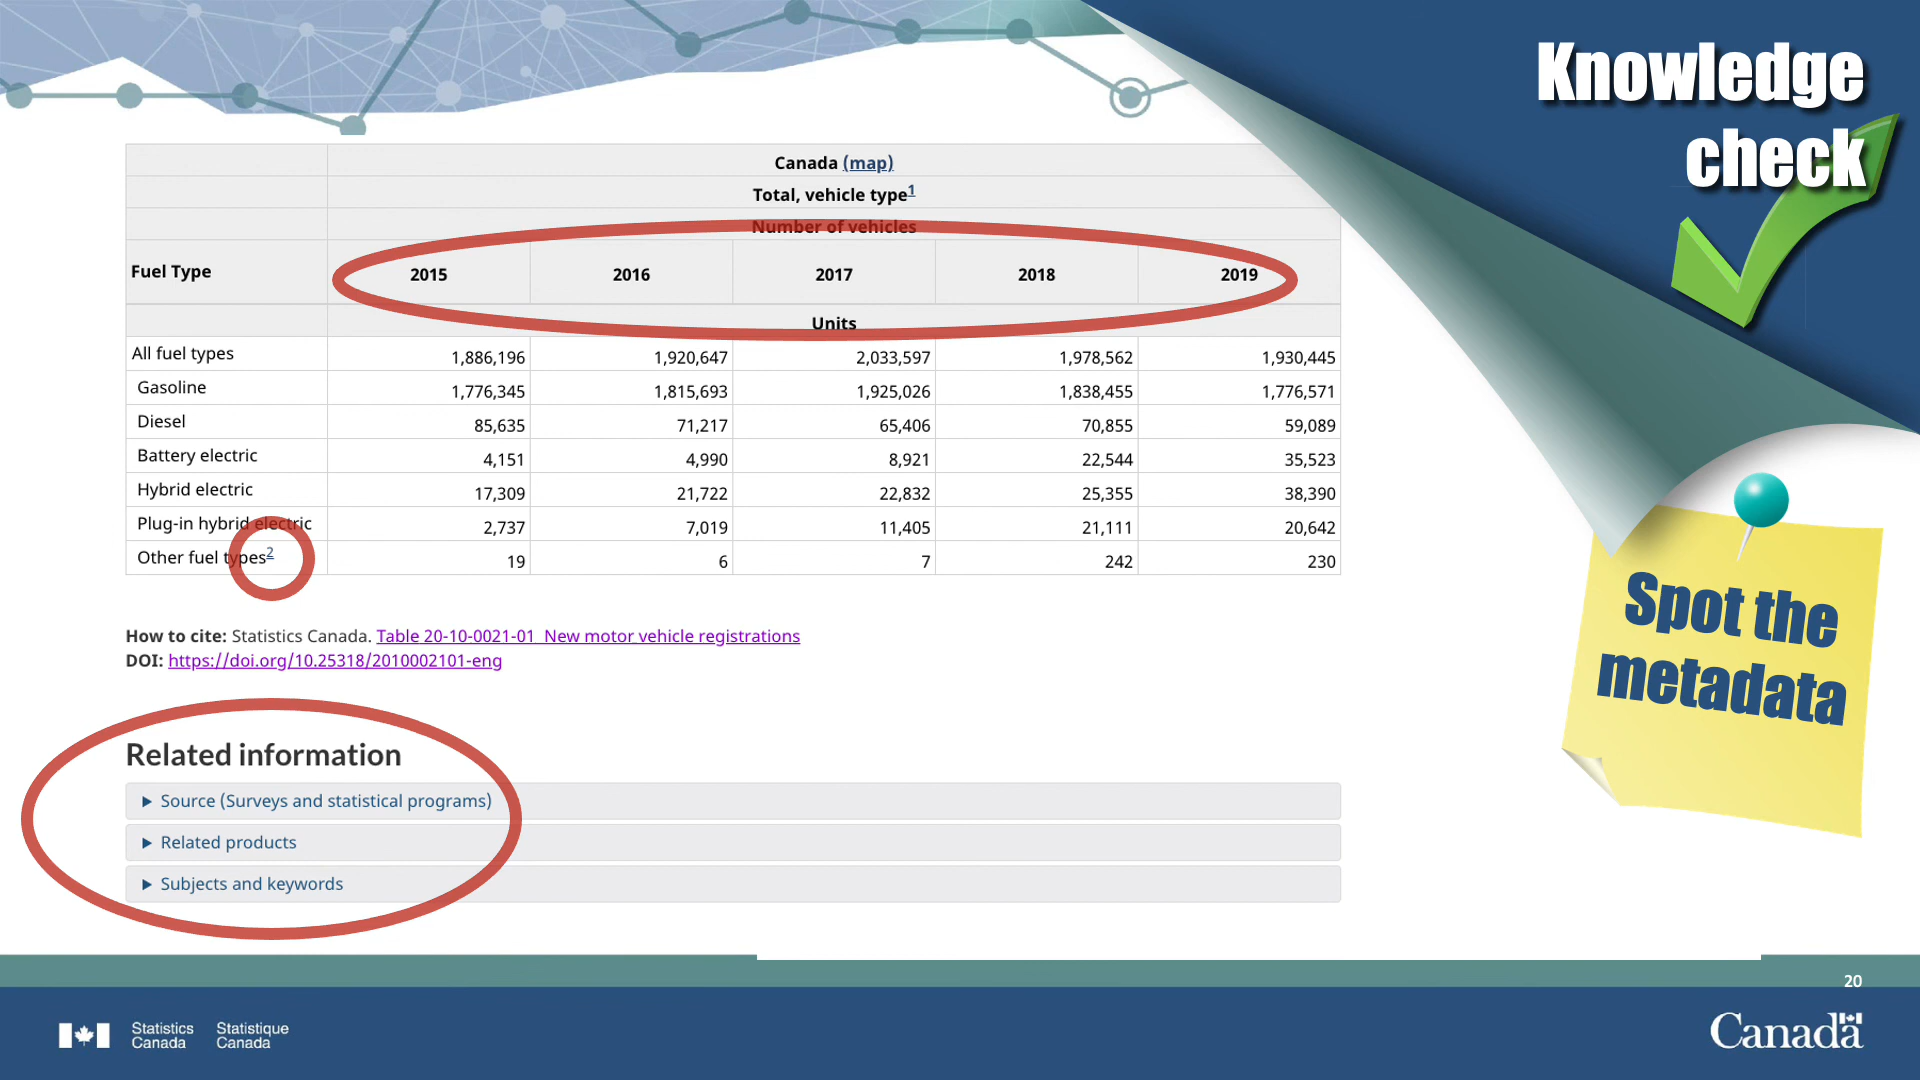 Knowledge
check
Canada (map)
Total, vehicle type1
Number of vehicles
Fuel Type 2015 2016 2017 2018 2019
Units
All fuel types 1,886,196 1,920,647 2,033,597 1,978,562 1,930,445
Gasoline 1,776,345 1,815,693 1,925,026 1,838,455 1,776,571
Diesel 85,635 71,217 65,406 70,855 59,089
Battery electric 4,151 4,990 8,921 22,544 35,523
Hybrid electric 17,309 21,722 22,832 25,355 38,390
Plug-in hybrid electric 2,737 7,019 11,405 21,111 20,642
Other fuel types2 19 6 7 242 230
How to cite: Statistics Canada. Table 20-10-0021-01 New motor vehicle registrations
DOI: https://doi.org/10.25318/2010002101-eng
Related information
Source (Surveys and statistical programs)
Related products
Subjects and keywords
Spot the
metadata
20
Statistics Statistique
Canada Canada
Canada